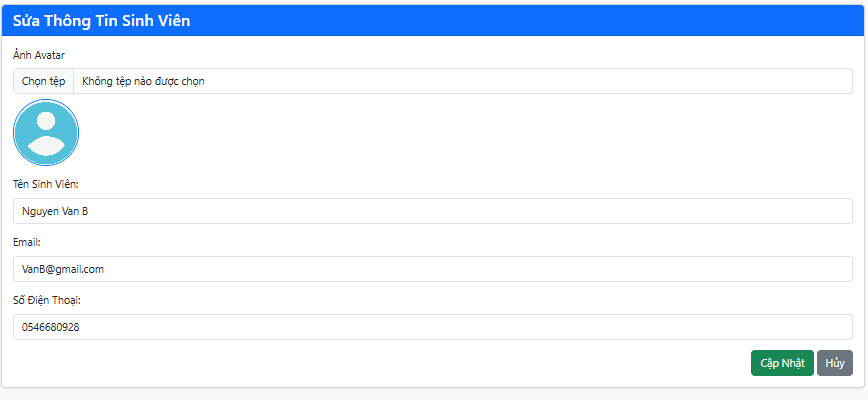 Sửa Thông Tin Sinh Viên
Ảnh Avatar
Chọn tệp Không tệp nào được chọn
Tên Sinh Viên:
Nguyen Van B
Email:
VanB@gmail.com
Số Điện Thoại:
0546680928
Cập Nhật Hủy